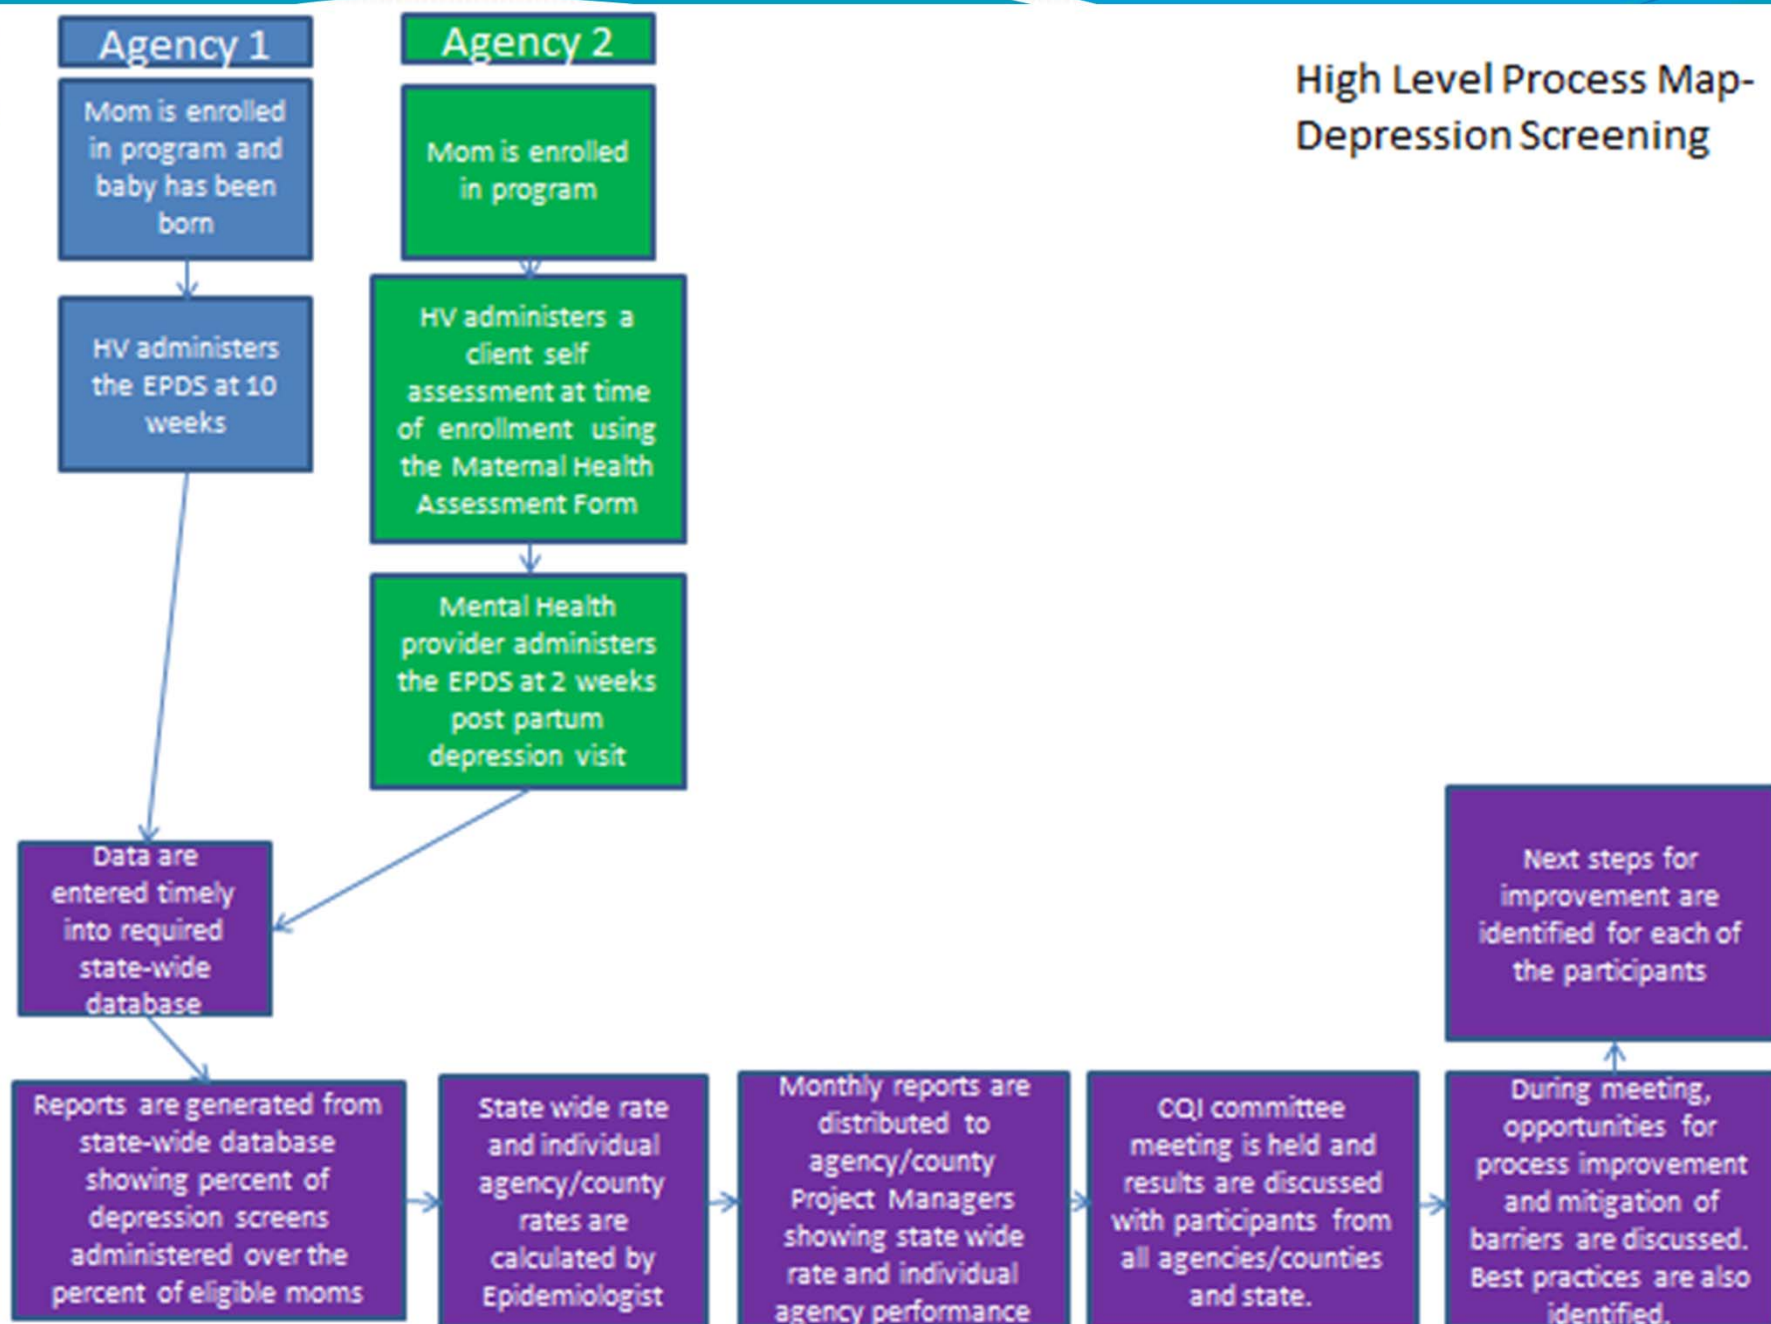 Agency 1
Mom is enrolled
in program and
baby has been
born
HV administers
the EPDS at 10
weeks
Agency 2
Mom is enrolled
in program
HV administers a
client self
assessment at time
of enrollment using
the Maternal Health
Assessment Form
Mental Health
provider administers
the EPDS at 2 weeks
post partum
depression visit
High Level Process Map-
Depression Screening
Data are
entered timely
into required
state-wide
database
Reports are generated from
state-wide database
showing percent of
depression screens
administered over the
percent of eligible moms
State wide rate
and individual
agency/county
rates are
calculated by
Epidemiologist
Monthly reports are
distributed to
agency/county
Project Managers
showing state wide
rate and individual
agency performance
CQI committee
meeting is held and
results are discussed
with participants from
all agencies/counties
and state.
During meeting,
opportunities for
process improvement
and mitigation of
barriers are discussed.
Best practices are also
identified.
Next steps for
improvement are
identified for each of
the participants